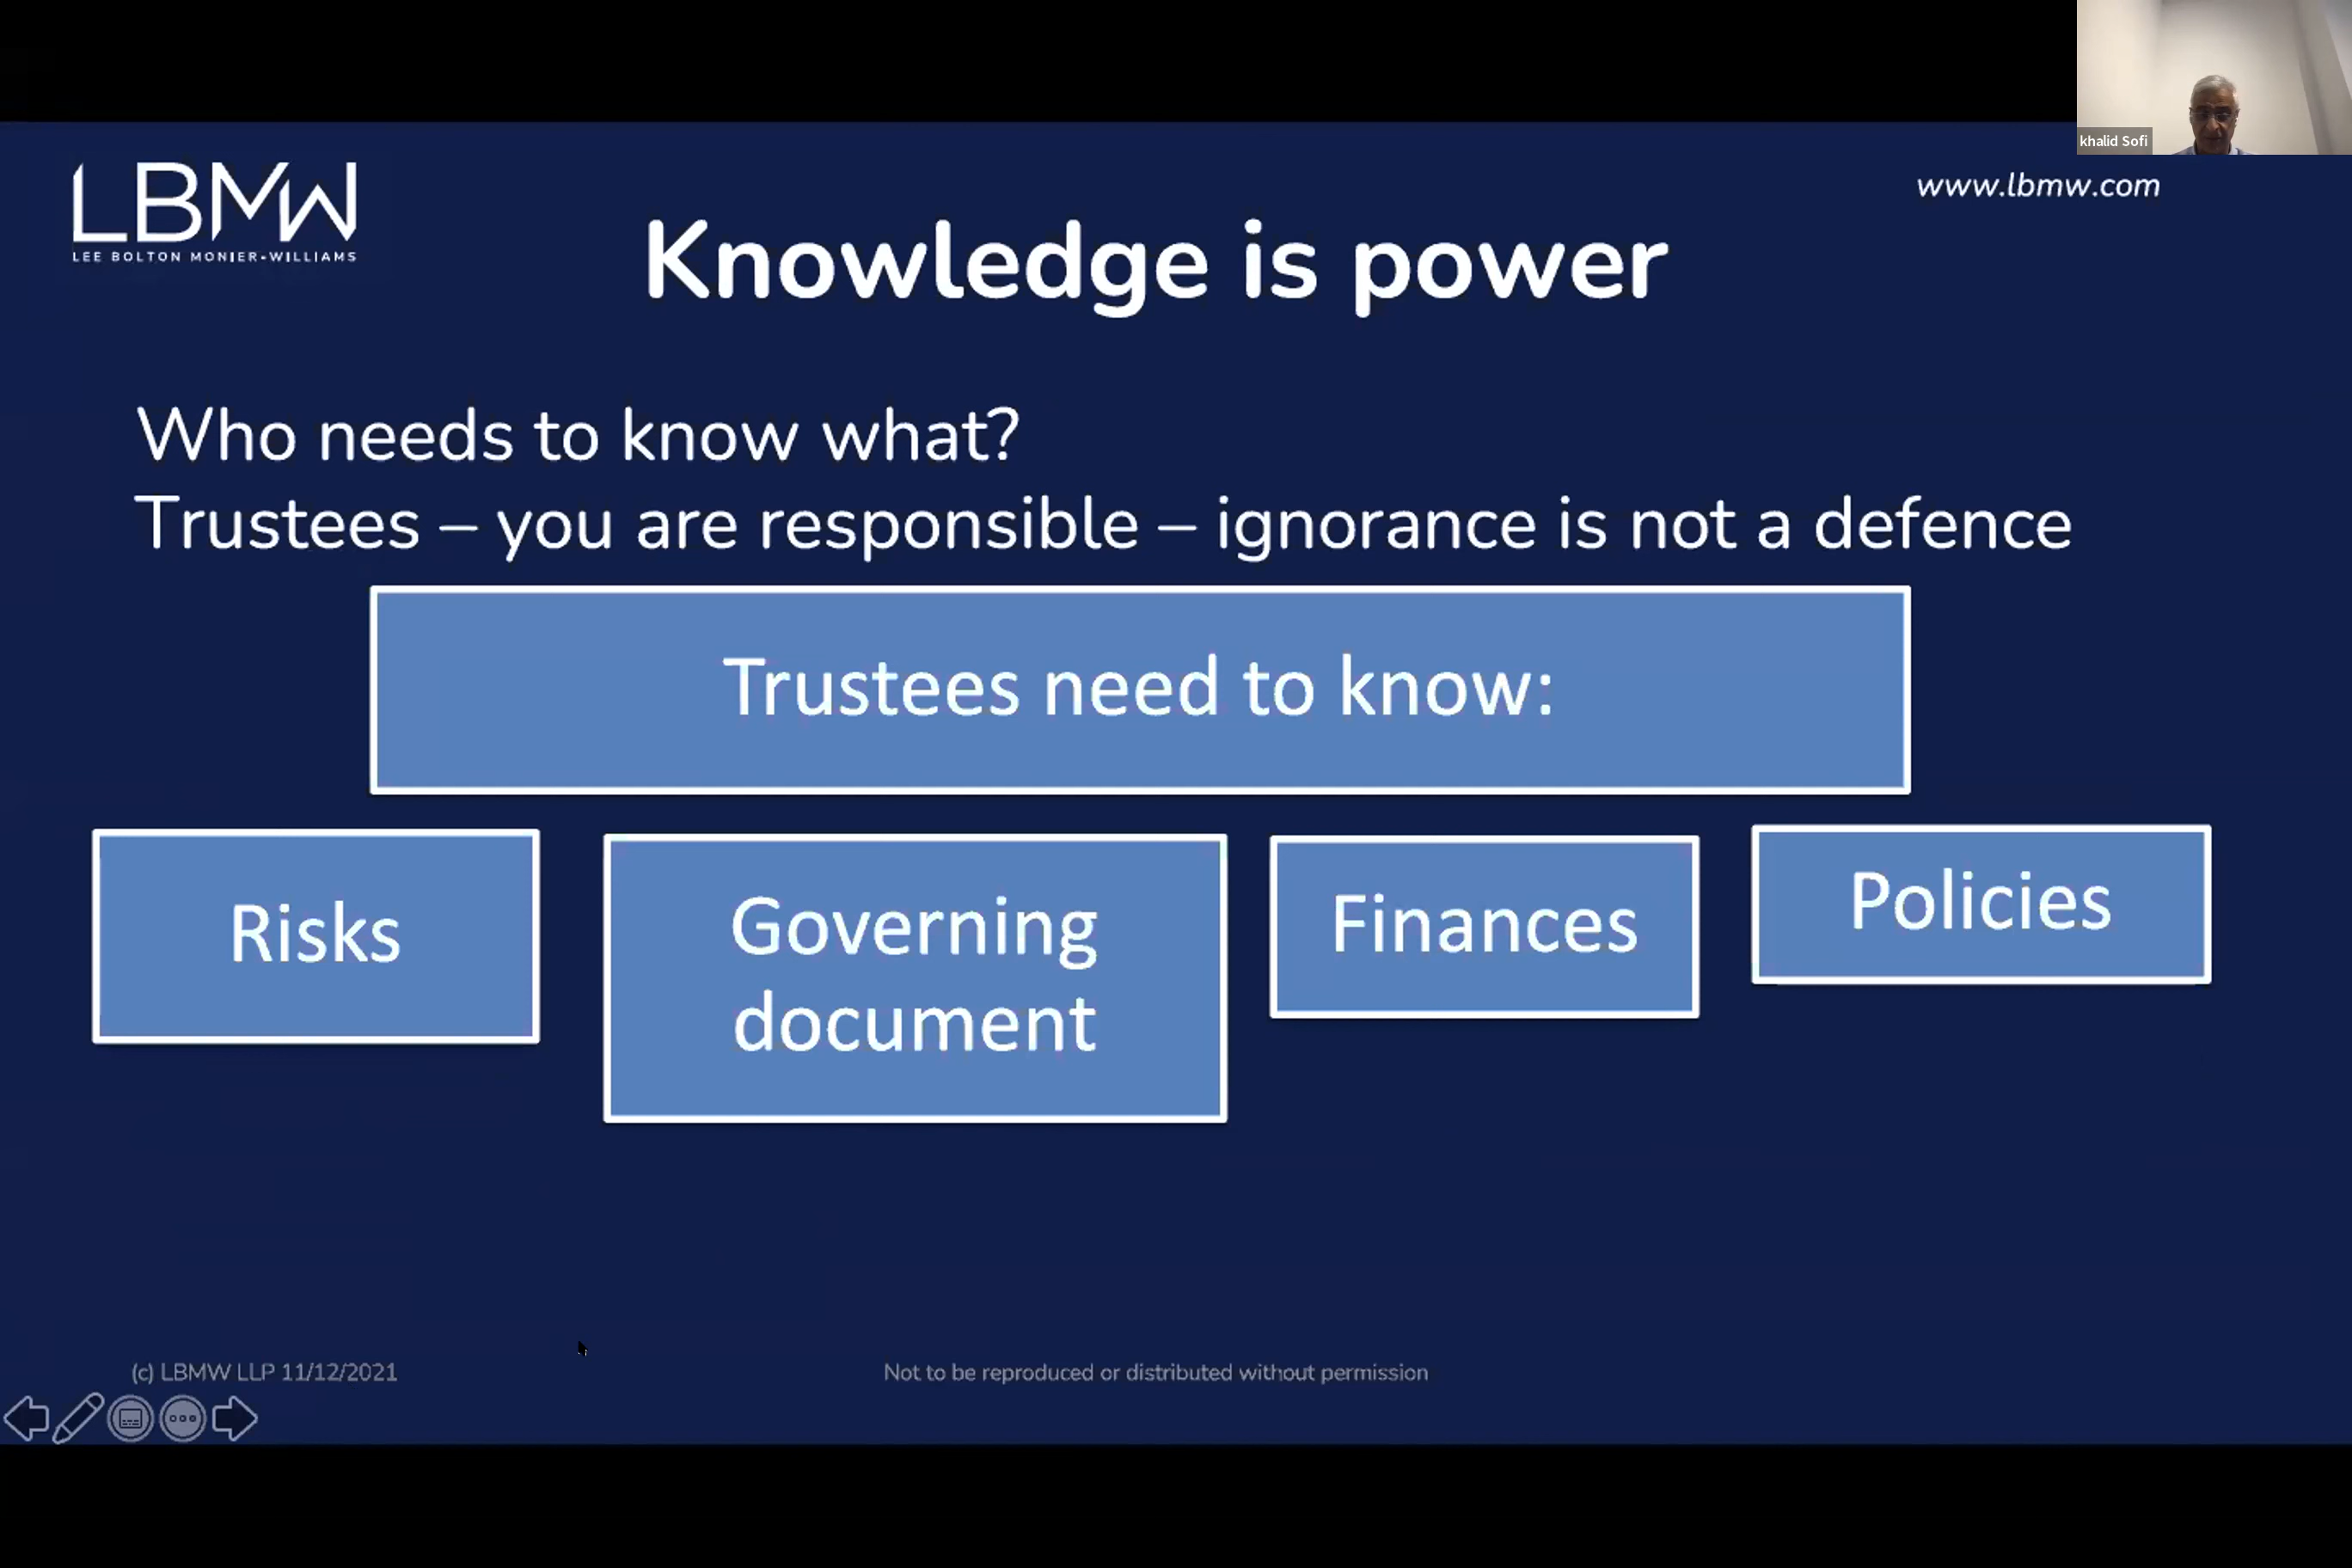 khalid Sofi
LBMW
LEE BOLTON MONIER-WILLIAMS
www.lbmw.com
Knowledge is power
Who needs to know what?
Trustees – you are responsible – ignorance is not a defence
Trustees need to know:
Risks
Governing
document
Finances
Policies
(c) LBMW LLP 11/12/2021
Not to be reproduced or distributed without permission